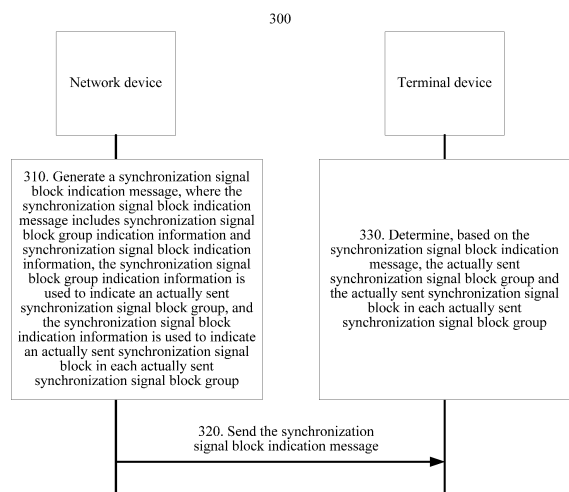 300
Network device
Terminal device
310. Generate a synchronization signal
block indication message, where the
synchronization signal block indication
message includes synchronization signal
block group indication information and
synchronization signal block indication
information, the synchronization signal
block group indication information is
used to indicate an actually sent
synchronization signal block group, and
the synchronization signal block
indication information is used to indicate
an actually sent synchronization signal
block in each actually sent
synchronization signal block group
330. Determine, based on the
synchronization signal block indication
message, the actually sent
synchronization signal block group and
the actually sent synchronization signal
block in each actually sent
synchronization signal block group
320. Send the synchronization
signal block indication message